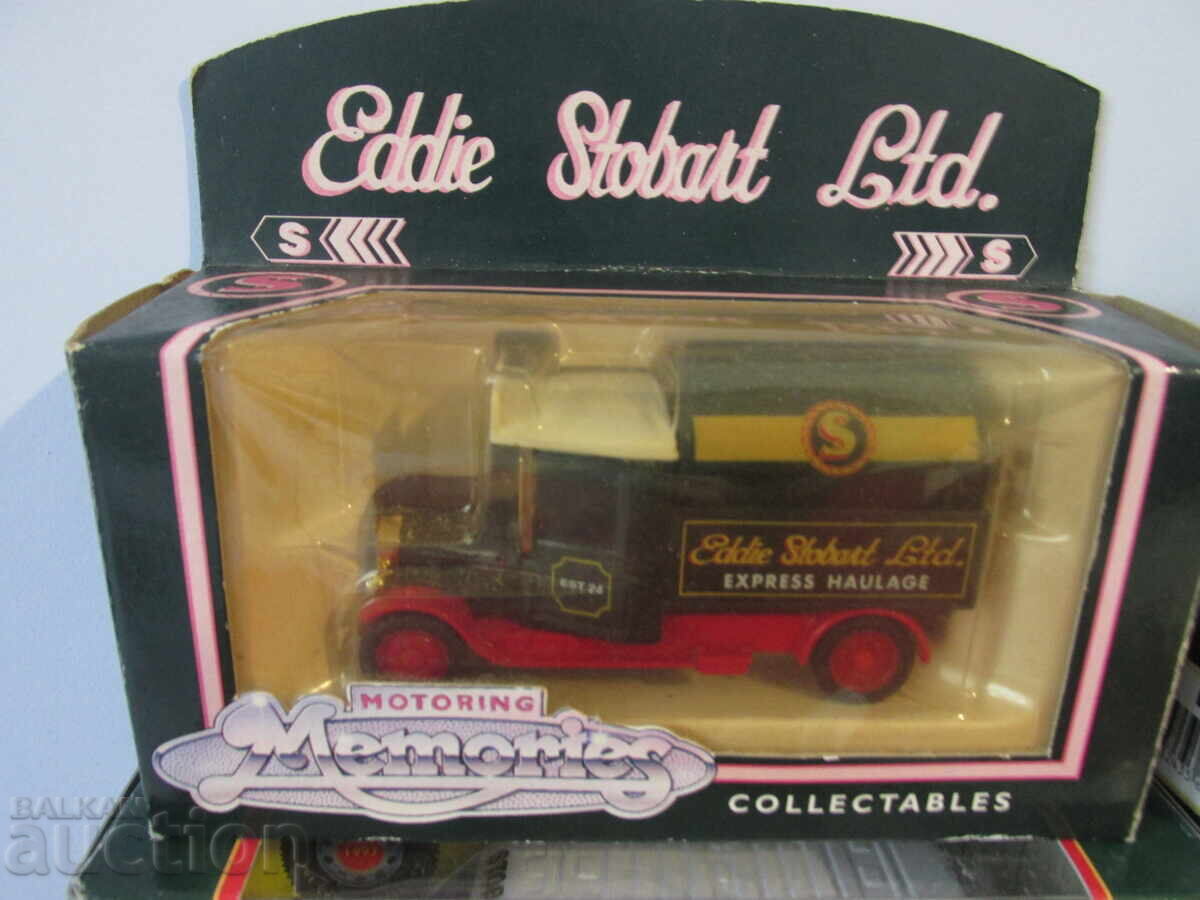 Eddie Stobart Ltd.
S S
S S
S
Eddie Stobart Ltd.
EXPRESS HAULAGE
EST. 24
MOTORING
Memories
COLLECTABLES
BALKAN
auction